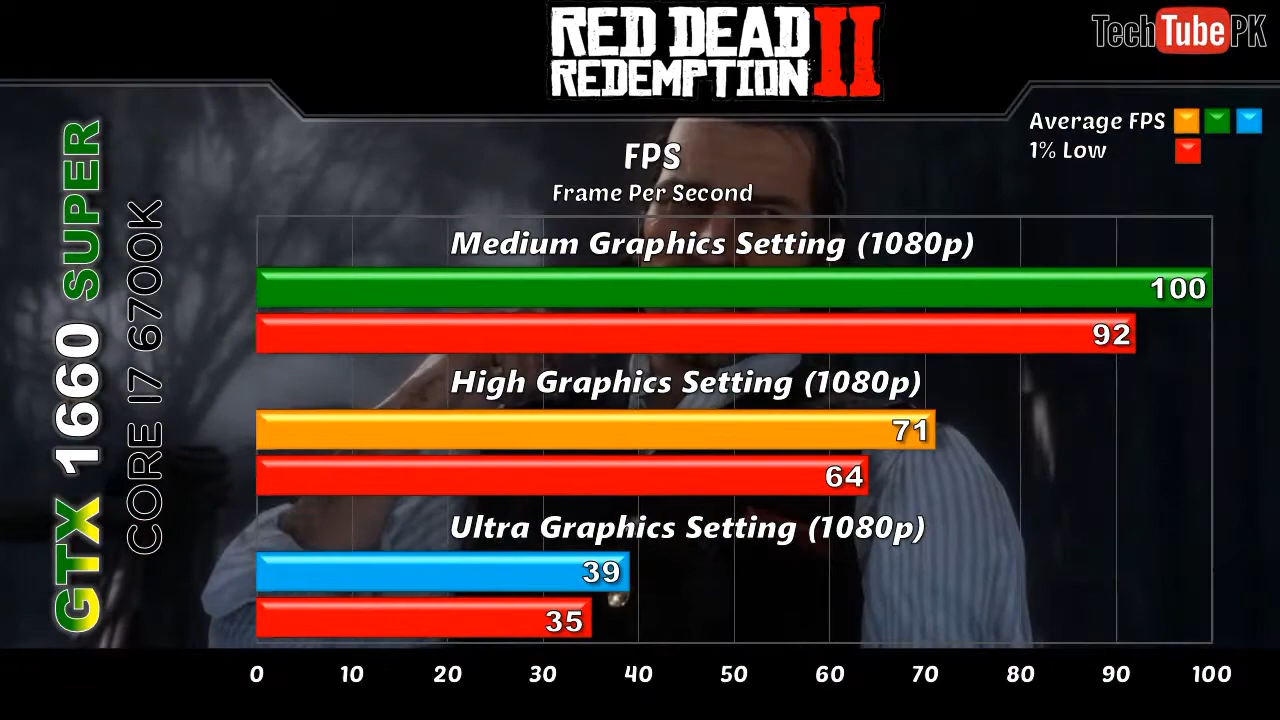 RED DEAD
REDEMPTION II
TechTubePK
Average FPS
1% Low
FPS
Frame Per Second
GTX 1660 SUPER
CORE I7 6700K
Medium Graphics Setting (1080p)
100
92
High Graphics Setting (1080p)
71
64
Ultra Graphics Setting (1080p)
39
35
0 10 20 30 40 50 60 70 80 90 100